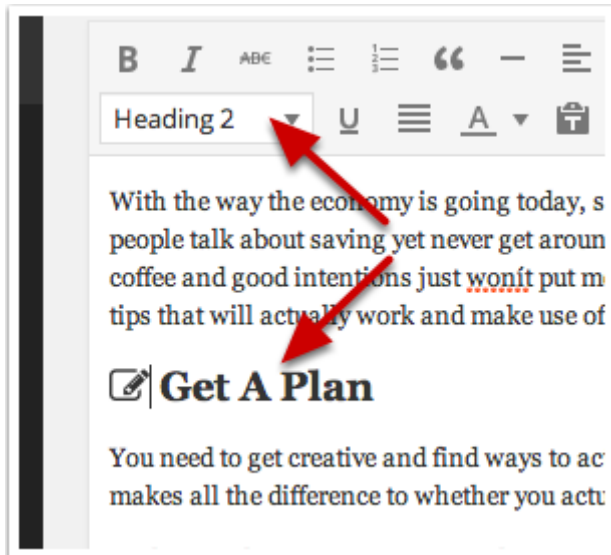 B I ABE
Heading 2 U A T
With the way the economy is going today, s
people talk about saving yet never get aroun
coffee and good intentions just wonít put m
tips that will actually work and make use of
Get A Plan
You need to get creative and find ways to ac
makes all the difference to whether you actu